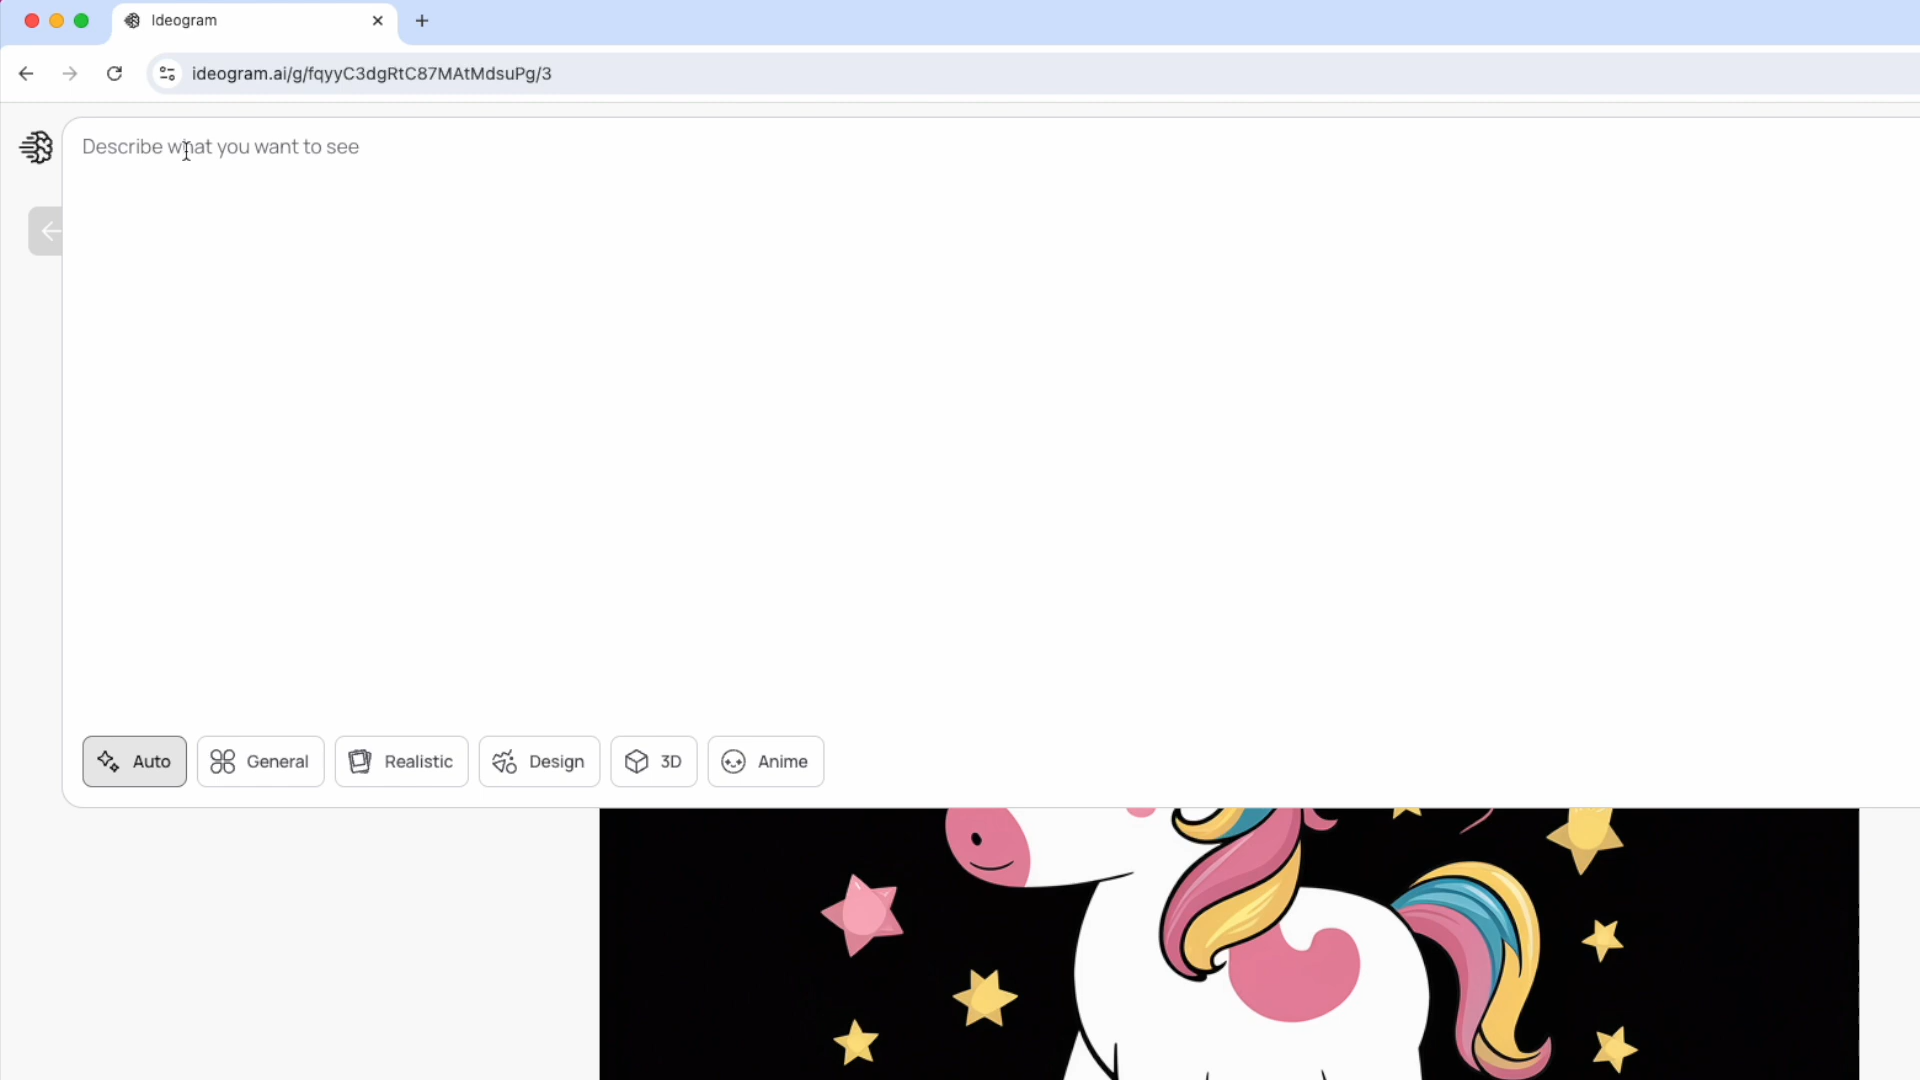 Ideogram
ideogram.ai/g/fqyyC3dgRtC87MAtMdsuPg/3
Describe what you want to see
Auto
General
Realistic
Design
3D
Anime